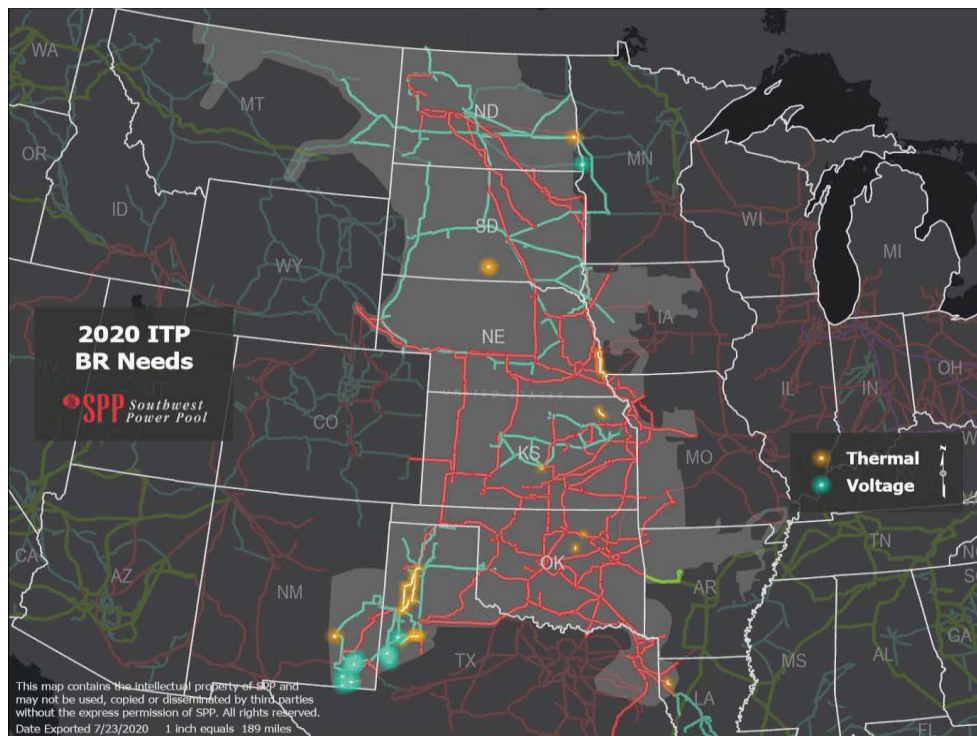 WA
MT
ND
MN
OR
ID
WI
SD
MI
WY
2020 ITP
BR Needs
SPP Southwest
Power Pool
NE
IA
IL
IN
OH
UNITED STATES
CO
KS
MO
Thermal
Voltage
N
CA
AZ
NM
OK
AR
TN
TX
MS
AL
GA
LA
This map contains the intellectual property of SPP and
may not be used, copied or disseminated by third parties
without the express permission of SPP. All rights reserved.
Date Exported 7/23/2020 1 inch equals 189 miles